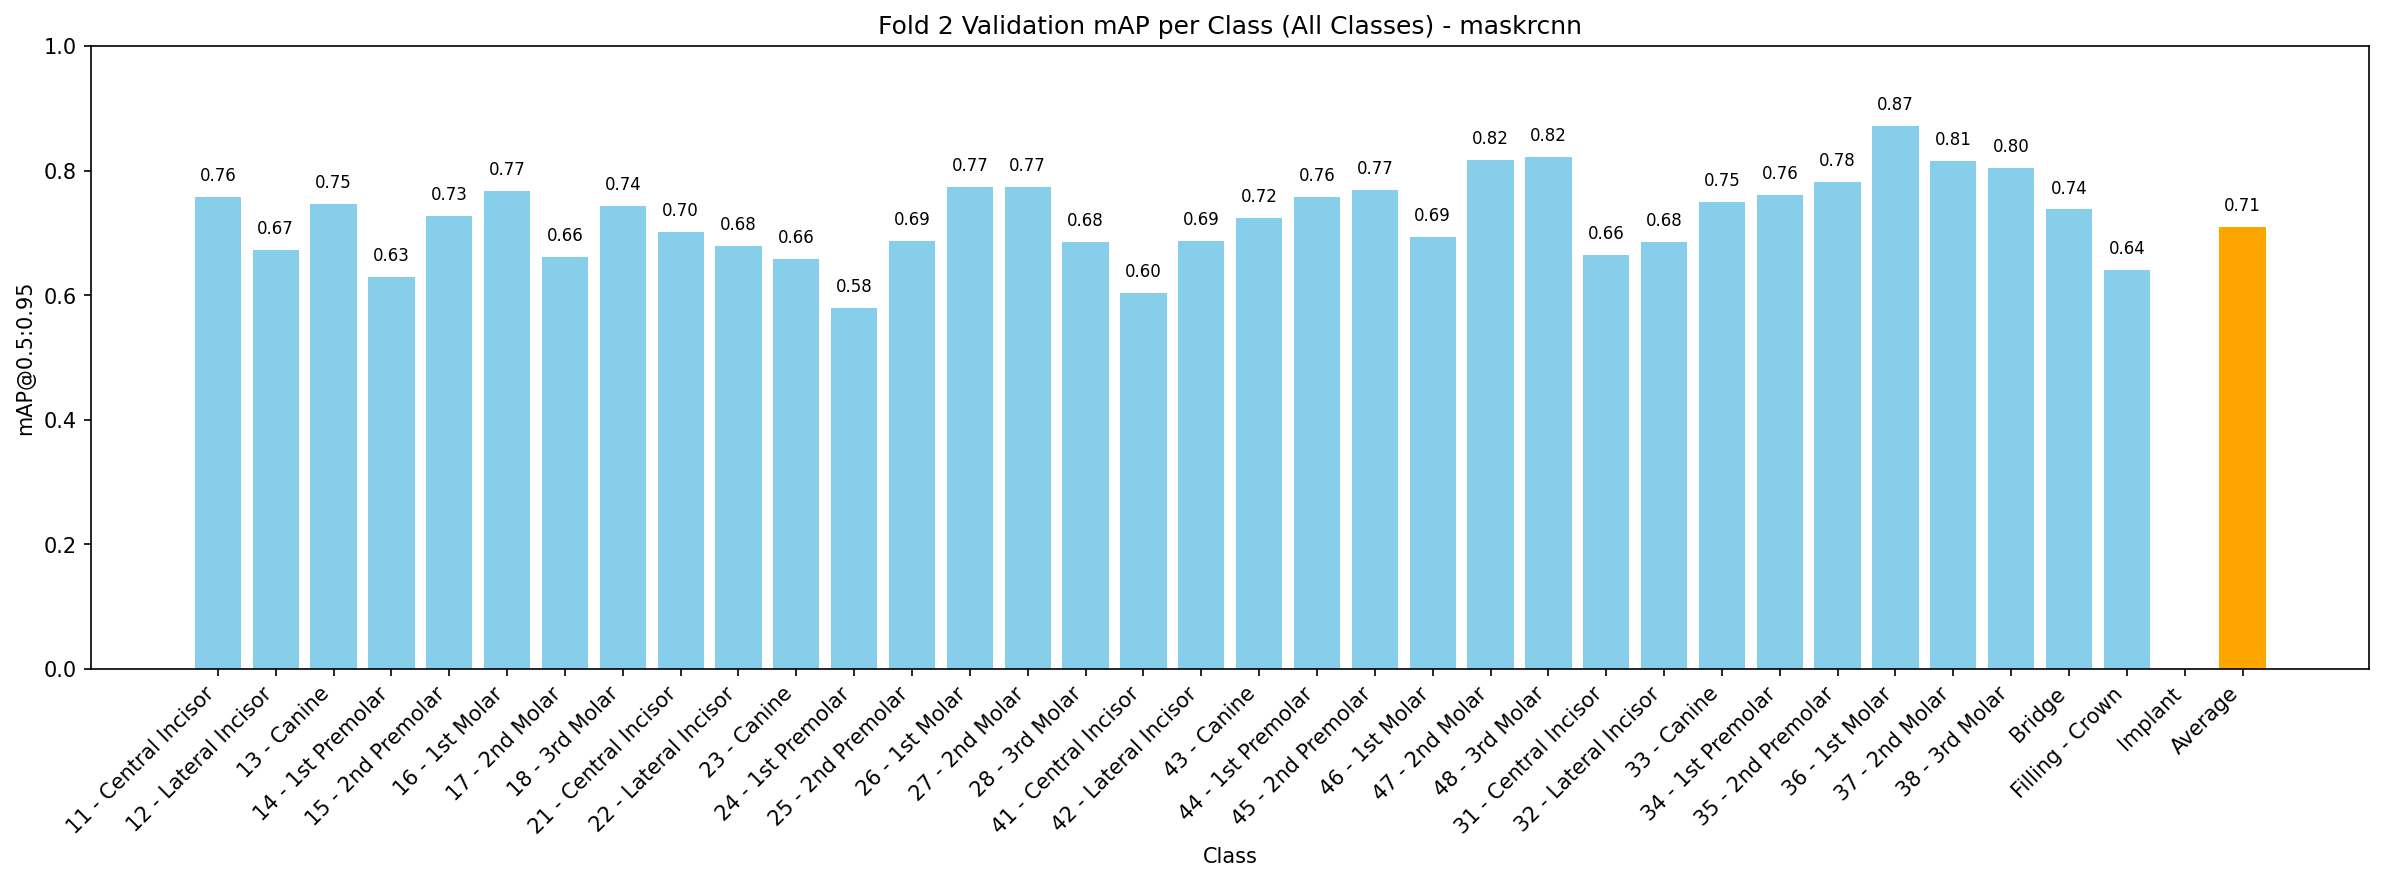 Fold 2 Validation mAP per Class (All Classes) - maskrcnn
mAP@0.5:0.95
1.0
0.8
0.6
0.4
0.2
0.0
0.76
0.67
0.75
0.63
0.73
0.77
0.66
0.74
0.70
0.68
0.66
0.58
0.69
0.77
0.77
0.68
0.60
0.69
0.72
0.76
0.77
0.69
0.82
0.82
0.66
0.68
0.75
0.76
0.78
0.87
0.81
0.80
0.74
0.64
0.71
11 - Central Incisor
12 - Lateral Incisor
13 - Canine
14 - 1st Premolar
15 - 2nd Premolar
16 - 1st Molar
17 - 2nd Molar
18 - 3rd Molar
21 - Central Incisor
22 - Lateral Incisor
23 - Canine
24 - 1st Premolar
25 - 2nd Premolar
26 - 1st Molar
27 - 2nd Molar
28 - 3rd Molar
41 - Central Incisor
42 - Lateral Incisor
43 - Canine
44 - 1st Premolar
45 - 2nd Premolar
46 - 1st Molar
47 - 2nd Molar
48 - 3rd Molar
31 - Central Incisor
32 - Lateral Incisor
33 - Canine
34 - 1st Premolar
35 - 2nd Premolar
36 - 1st Molar
37 - 2nd Molar
38 - 3rd Molar
Bridge
Filling - Crown
Implant
Average
Class